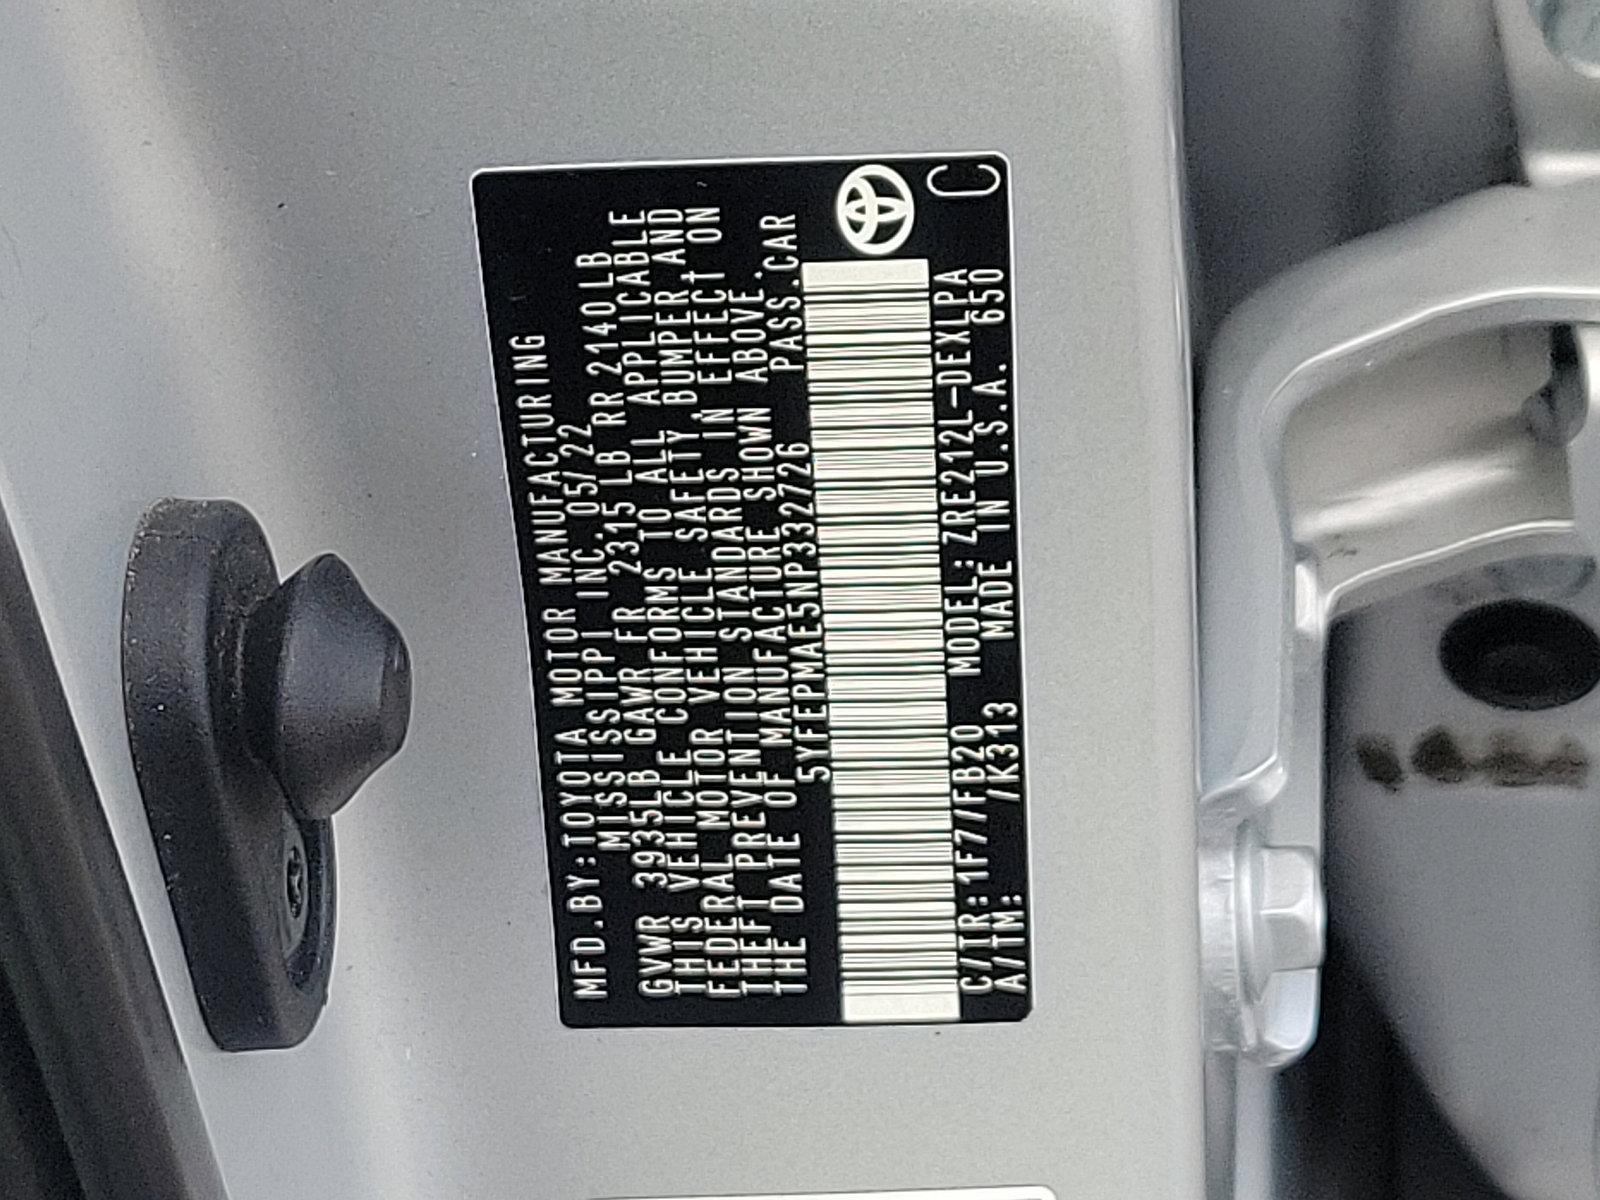 MFD.BY:TOYOTA MOTOR MANUFACTURING
MISSISSIPPI INC. 05/22
GVWR 3935LB GAWR FR 2315 LB RR 2140LB
THIS VEHICLE CONFORMS TO ALL APPLICABLE
FEDERAL MOTOR VEHICLE SAFETY, BUMPER, AND
THEFT PREVENTION STANDARDS IN EFFECT ON
THE DATE OF MANUFACTURE SHOWN ABOVE.
5YFEPMAE5NP332726 PASS.CAR
C/TR:1F7/FB20 MODEL:ZRE212L-DEXLPA
A/TM: /K313 MADE IN U.S.A. 650
C